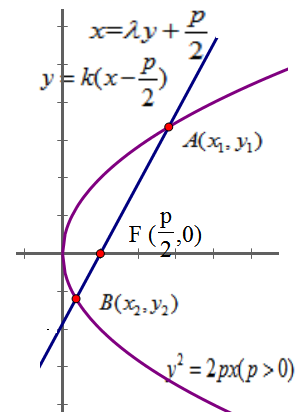 x=λy+p/2
y=k(x−p/2)
A(x₁,y₁)
F (p/2,0)
B(x₂,y₂)
y²=2px(p>0)